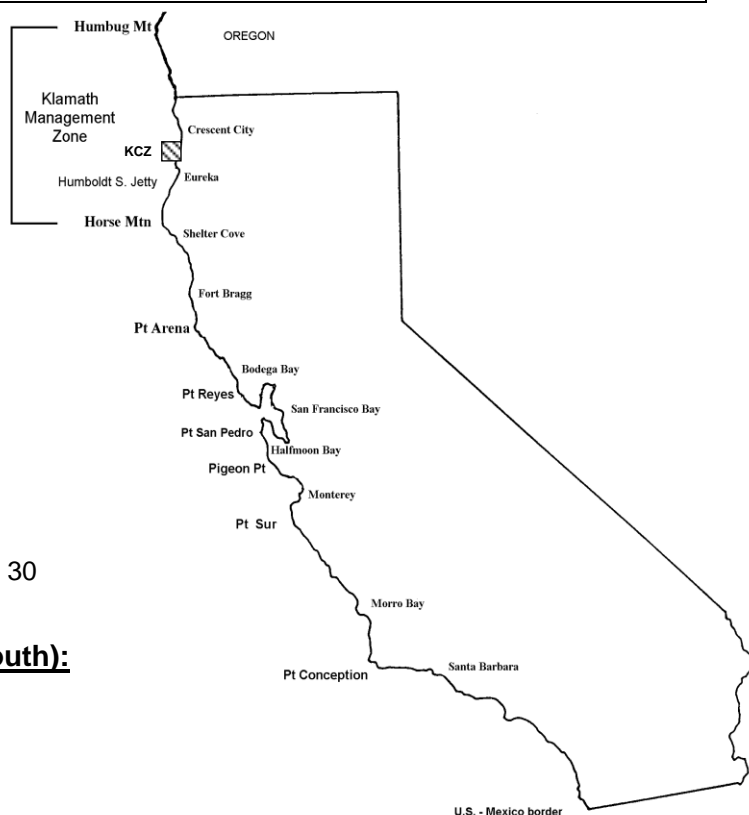 Humbug Mt
OREGON
Klamath
Management
Zone
Crescent City
KCZ
Humboldt S. Jetty
Eureka
Horse Mtn
Shelter Cove
Fort Bragg
Pt Arena
Bodega Bay
Pt Reyes
San Francisco Bay
Pt San Pedro
Halfmoon Bay
Pigeon Pt
Monterey
Pt Sur
30
Morro Bay
outh):
Santa Barbara
Pt Conception
U.S. - Mexico border